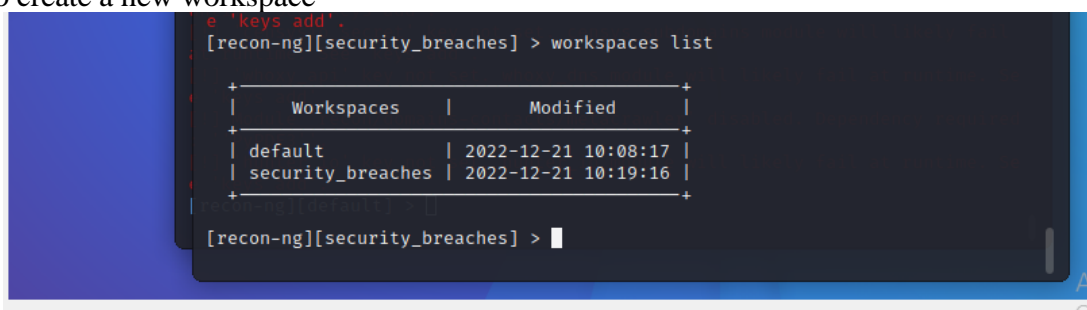 o create a new workspace
e 'keys add'.
[recon-ng][security_breaches] > workspaces list
+---------------------------------------------+
| Workspaces | Modified |
+---------------------------------------------+
| default | 2022-12-21 10:08:17 |
| security_breaches | 2022-12-21 10:19:16 |
+---------------------------------------------+
[recon-ng][default] >
[recon-ng][security_breaches] >